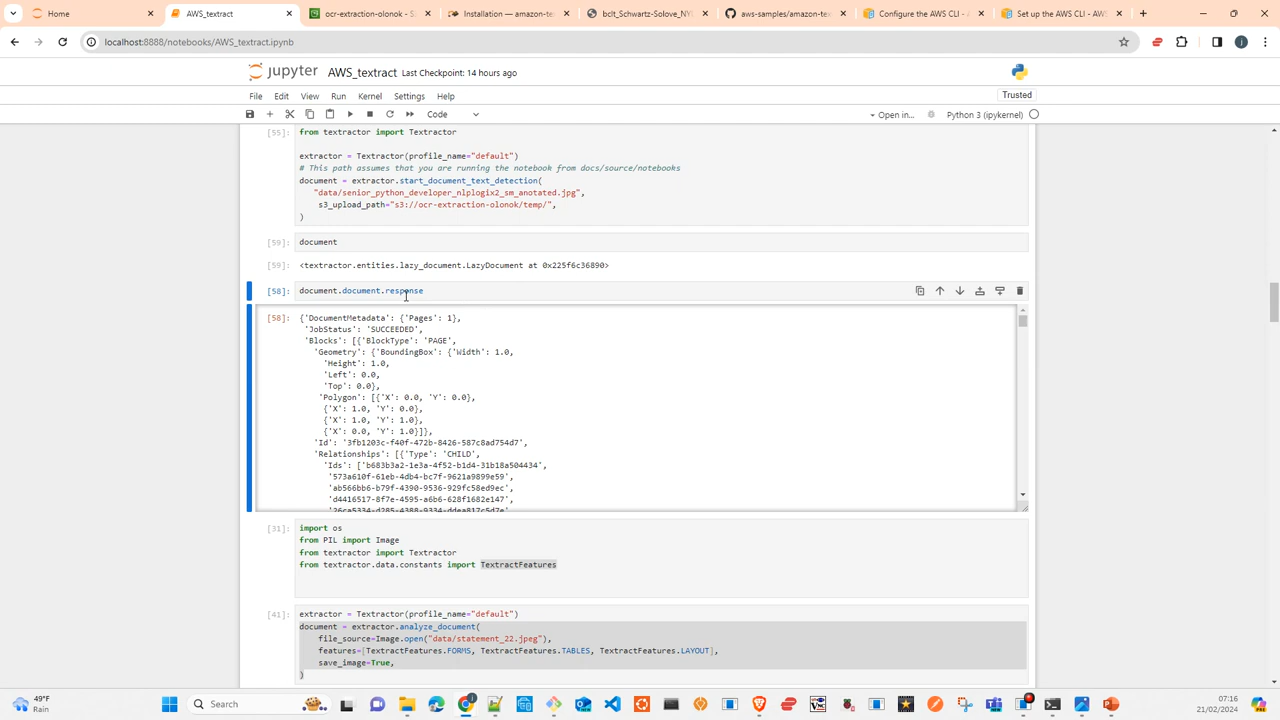 Home
AWS_textract
ocr-extraction-olonok - S
Installation — amazon-te
bclt_Schwartz-Solove_NYU
aws-samples/amazon-tex
Configure the AWS CLI - A
Set up the AWS CLI - Ama
localhost:8888/notebooks/AWS_textract.ipynb
jupyter AWS_textract Last Checkpoint: 14 hours ago
File Edit View Run Kernel Settings Help
Trusted
Code
Open in...
Python 3 (ipykernel)
[55]: from textractor import Textractor
extractor = Textractor(profile_name="default")
# This path assumes that you are running the notebook from docs/source/notebooks
document = extractor.start_document_text_detection(
"data/senior_python_developer_nlplogix2_sm_anotated.jpg",
s3_upload_path="s3://ocr-extraction-olonok/temp/",
)
[59]: document
[59]: <textractor.entities.lazy_document.LazyDocument at 0x225f6c36890>
[58]: document.document.response
[58]: {'DocumentMetadata': {'Pages': 1},
'JobStatus': 'SUCCEEDED',
'Blocks': [{'BlockType': 'PAGE',
'Geometry': {'BoundingBox': {'Width': 1.0,
'Height': 1.0,
'Left': 0.0,
'Top': 0.0},
'Polygon': [{'X': 0.0, 'Y': 0.0},
{'X': 1.0, 'Y': 0.0},
{'X': 1.0, 'Y': 1.0},
{'X': 0.0, 'Y': 1.0}]},
'Id': '3fb1203c-f40f-472b-8426-587c8ad754d7',
'Relationships': [{'Type': 'CHILD',
'Ids': ['b683b3a2-1e3a-4f52-b1d4-31b18a504434',
'573a610f-61eb-4db4-bc7f-9621a9899e59',
'ab566bb6-b79f-4390-9536-929fc58ed9ec',
'd4416517-8f7e-4595-a6b6-628f1682e147',
'26ca5334-d285-4388-9334-ddea817c5d7e',
[31]: import os
from PIL import Image
from textractor import Textractor
from textractor.data.constants import TextractFeatures
[41]: extractor = Textractor(profile_name="default")
document = extractor.analyze_document(
file_source=Image.open("data/statement_22.jpeg"),
features=[TextractFeatures.FORMS, TextractFeatures.TABLES, TextractFeatures.LAYOUT],
save_image=True,
)
49°F
Rain
Search
07:16
21/02/2024